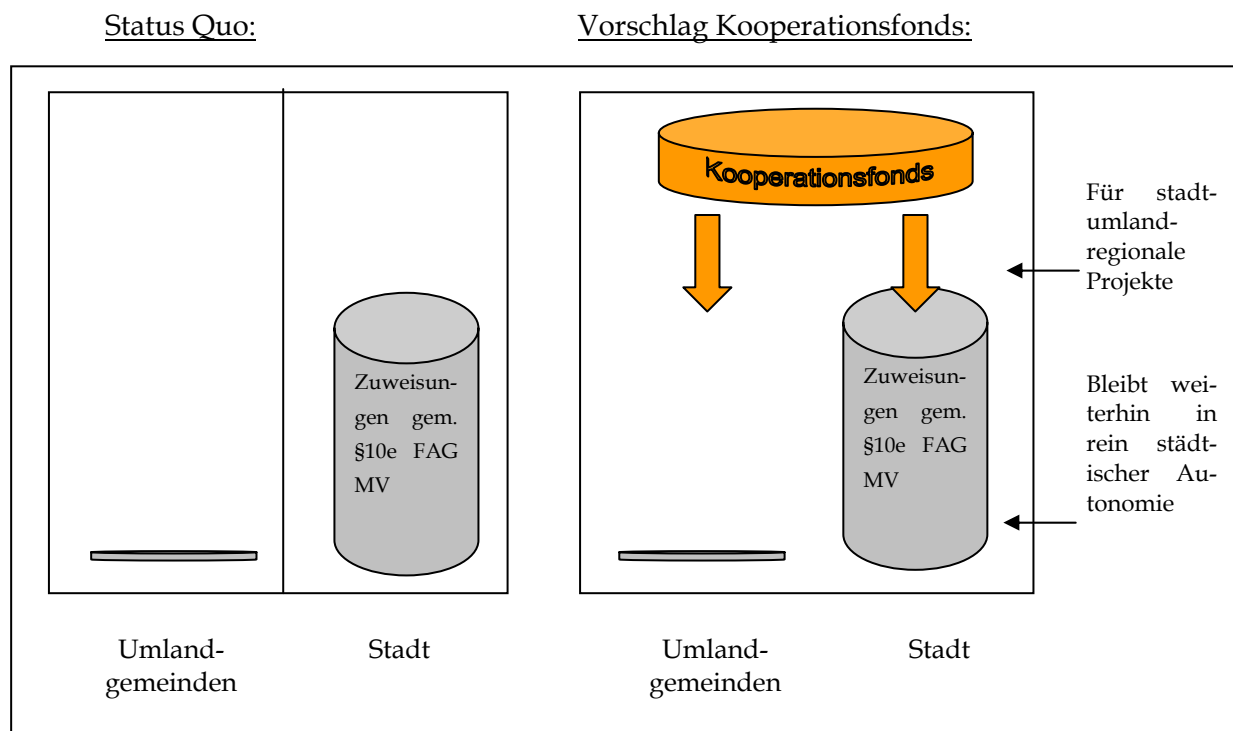 Status Quo:
Vorschlag Kooperationsfonds:
Kooperationsfonds
Für stadt-
umland-
regionale
Projekte
Zuweisun-
gen gem.
§10e FAG
MV
Zuweisun-
gen gem.
§10e FAG
MV
Bleibt wei-
terhin in
rein städt-
ischer Au-
tonomie
Umland-
gemeinden
Stadt
Umland-
gemeinden
Stadt